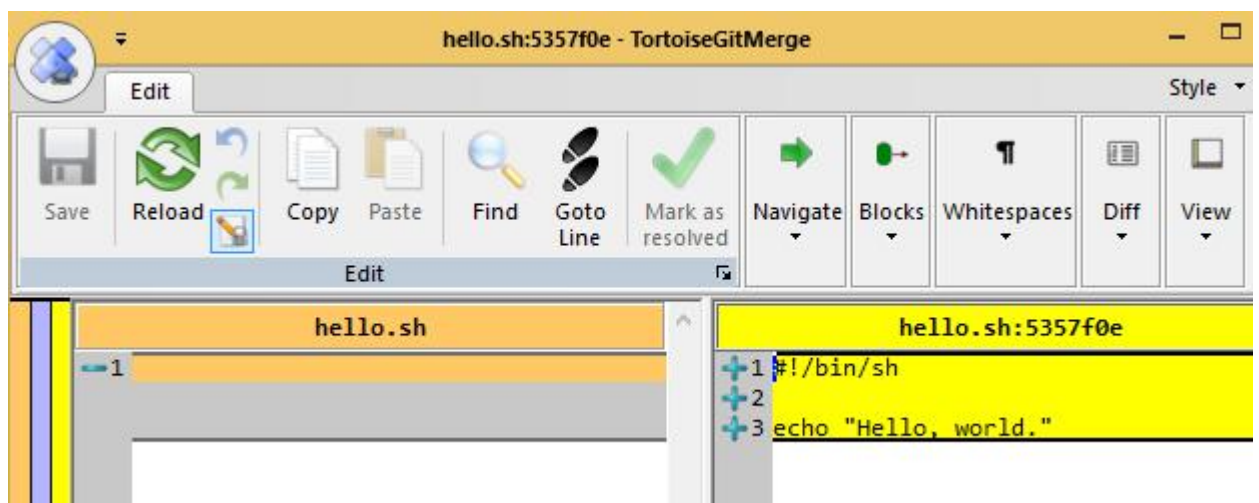 hello.sh:5357f0e - TortoiseGitMerge
Edit
Style
Save
Reload
Copy
Paste
Find
Goto
Line
Mark as
resolved
Navigate
Blocks
Whitespaces
Diff
View
Edit
hello.sh
hello.sh:5357f0e
1
1 #!/bin/sh
2
3 echo "Hello, world."